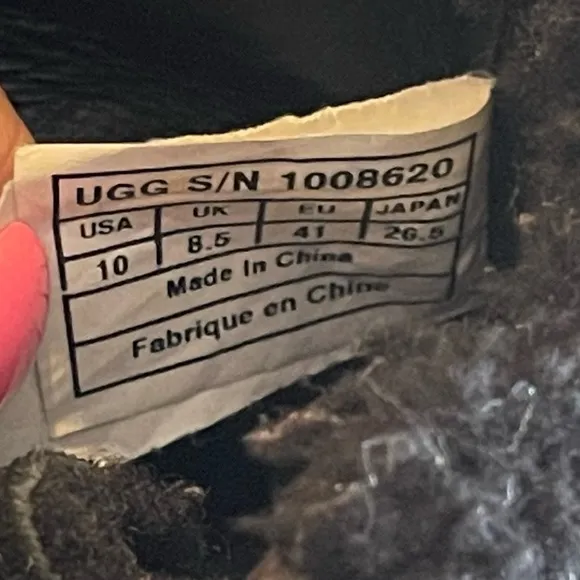 UGG S/N 1008620
USA UK EU JAPAN
10 8.5 41 26.5
Made In China
Fabrique en Chine